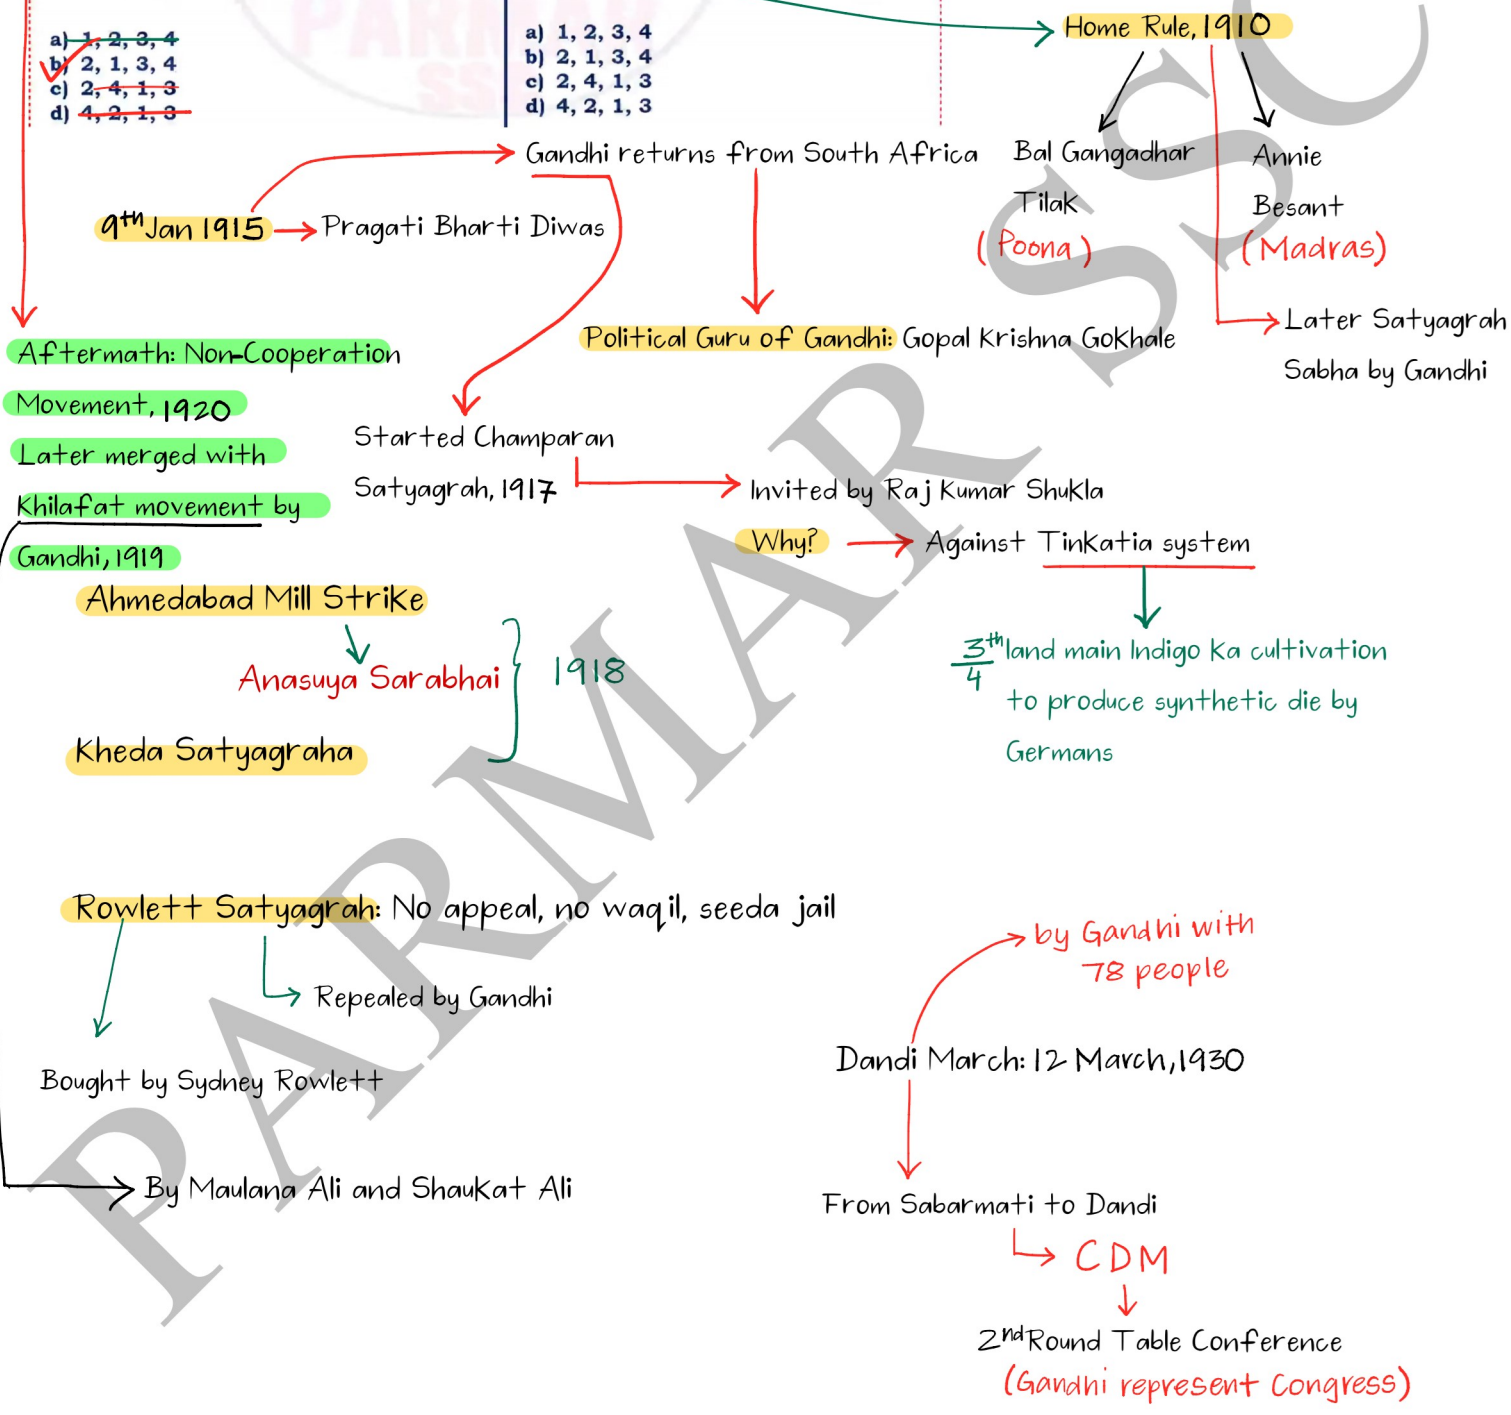 PARMAR
SS
a) 1, 2, 3, 4
b) 2, 1, 3, 4
c) 2, 4, 1, 3
d) 4, 2, 1, 3
a) 1, 2, 3, 4
b) 2, 1, 3, 4
c) 2, 4, 1, 3
d) 4, 2, 1, 3
Home Rule, 1910
Bal Gangadhar
Tilak
(Poona)
Annie
Besant
(Madras)
Later Satyagrah
Sabha by Gandhi
Gandhi returns from South Africa
9th Jan 1915
Pragati Bharti Diwas
Political Guru of Gandhi: Gopal Krishna Gokhale
Aftermath: Non-Cooperation
Movement, 1920
Later merged with
Khilafat movement by
Gandhi, 1919
Started Champaran
Satyagrah, 1917
Invited by Raj Kumar Shukla
Why?
Against Tinkatia system
3/4th land main Indigo Ka cultivation
to produce synthetic die by
Germans
Ahmedabad Mill Strike
Anasuya Sarabhai
1918
Kheda Satyagraha
Rowlett Satyagrah: No appeal, no waqil, seeda jail
Repealed by Gandhi
Bought by Sydney Rowlett
By Maulana Ali and Shaukat Ali
by Gandhi with
78 people
Dandi March: 12 March, 1930
From Sabarmati to Dandi
CDM
2nd Round Table Conference
(Gandhi represent Congress)
PARMAR SSC